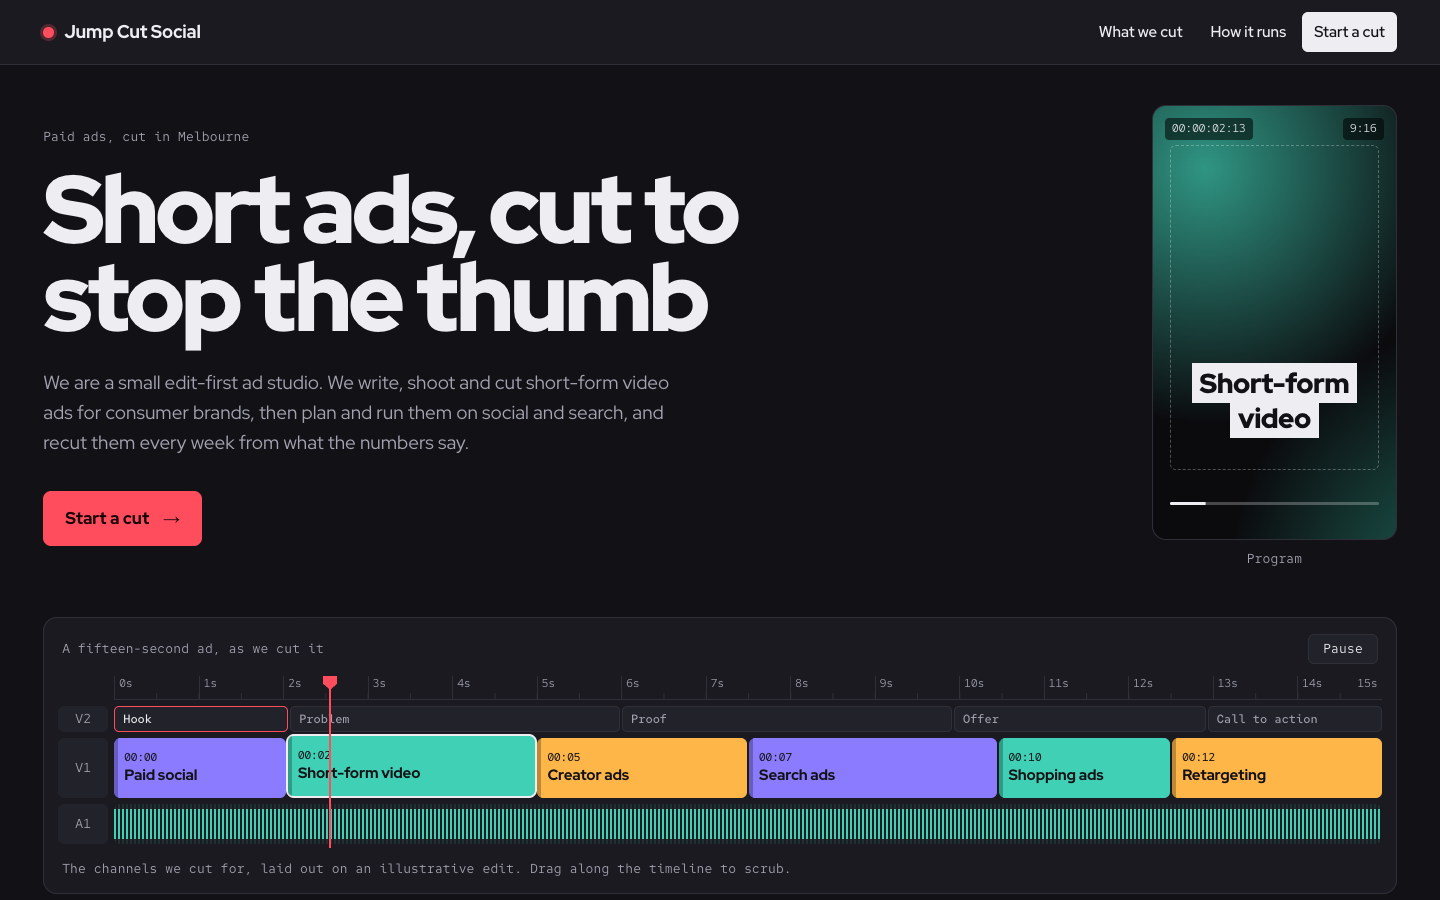 Jump Cut Social
What we cut
How it runs
Start a cut
Paid ads, cut in Melbourne
Short ads, cut to
stop the thumb
We are a small edit-first ad studio. We write, shoot and cut short-form video
ads for consumer brands, then plan and run them on social and search, and
recut them every week from what the numbers say.
Start a cut →
00:00:02:13
9:16
Short-form
video
Program
A fifteen-second ad, as we cut it
Pause
0s 1s 2s 3s 4s 5s 6s 7s 8s 9s 10s 11s 12s 13s 14s 15s
V2
Hook
Problem
Proof
Offer
Call to action
V1
00:00
Paid social
00:02
Short-form video
00:05
Creator ads
00:07
Search ads
00:10
Shopping ads
00:12
Retargeting
A1
The channels we cut for, laid out on an illustrative edit. Drag along the timeline to scrub.